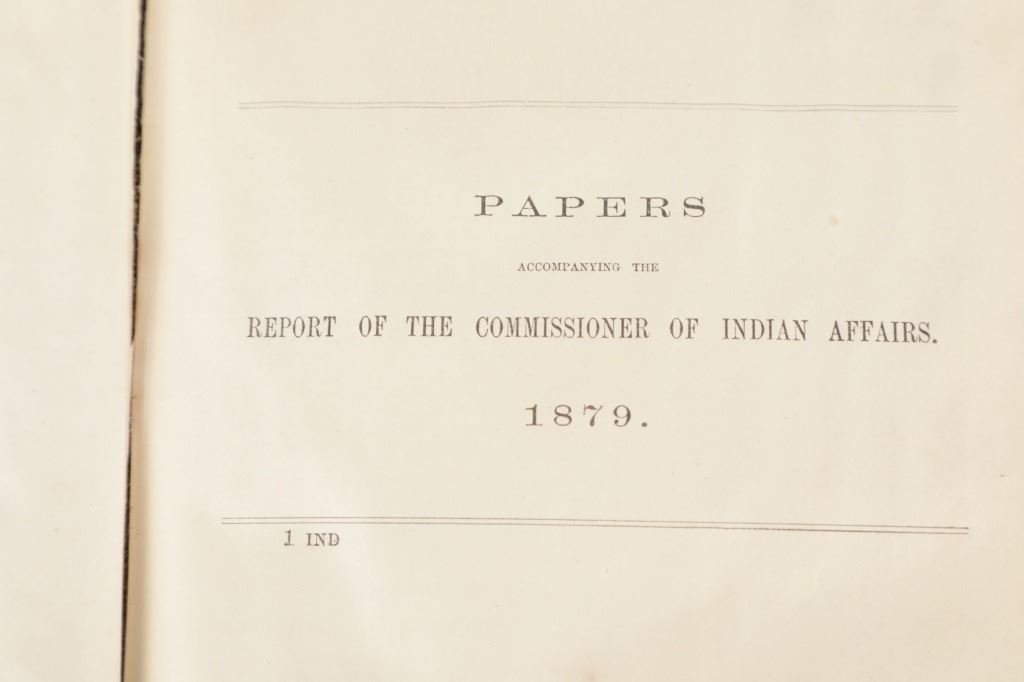 PAPERS
ACCOMPANYING THE
REPORT OF THE COMMISSIONER OF INDIAN AFFAIRS.
1879.
1 IND